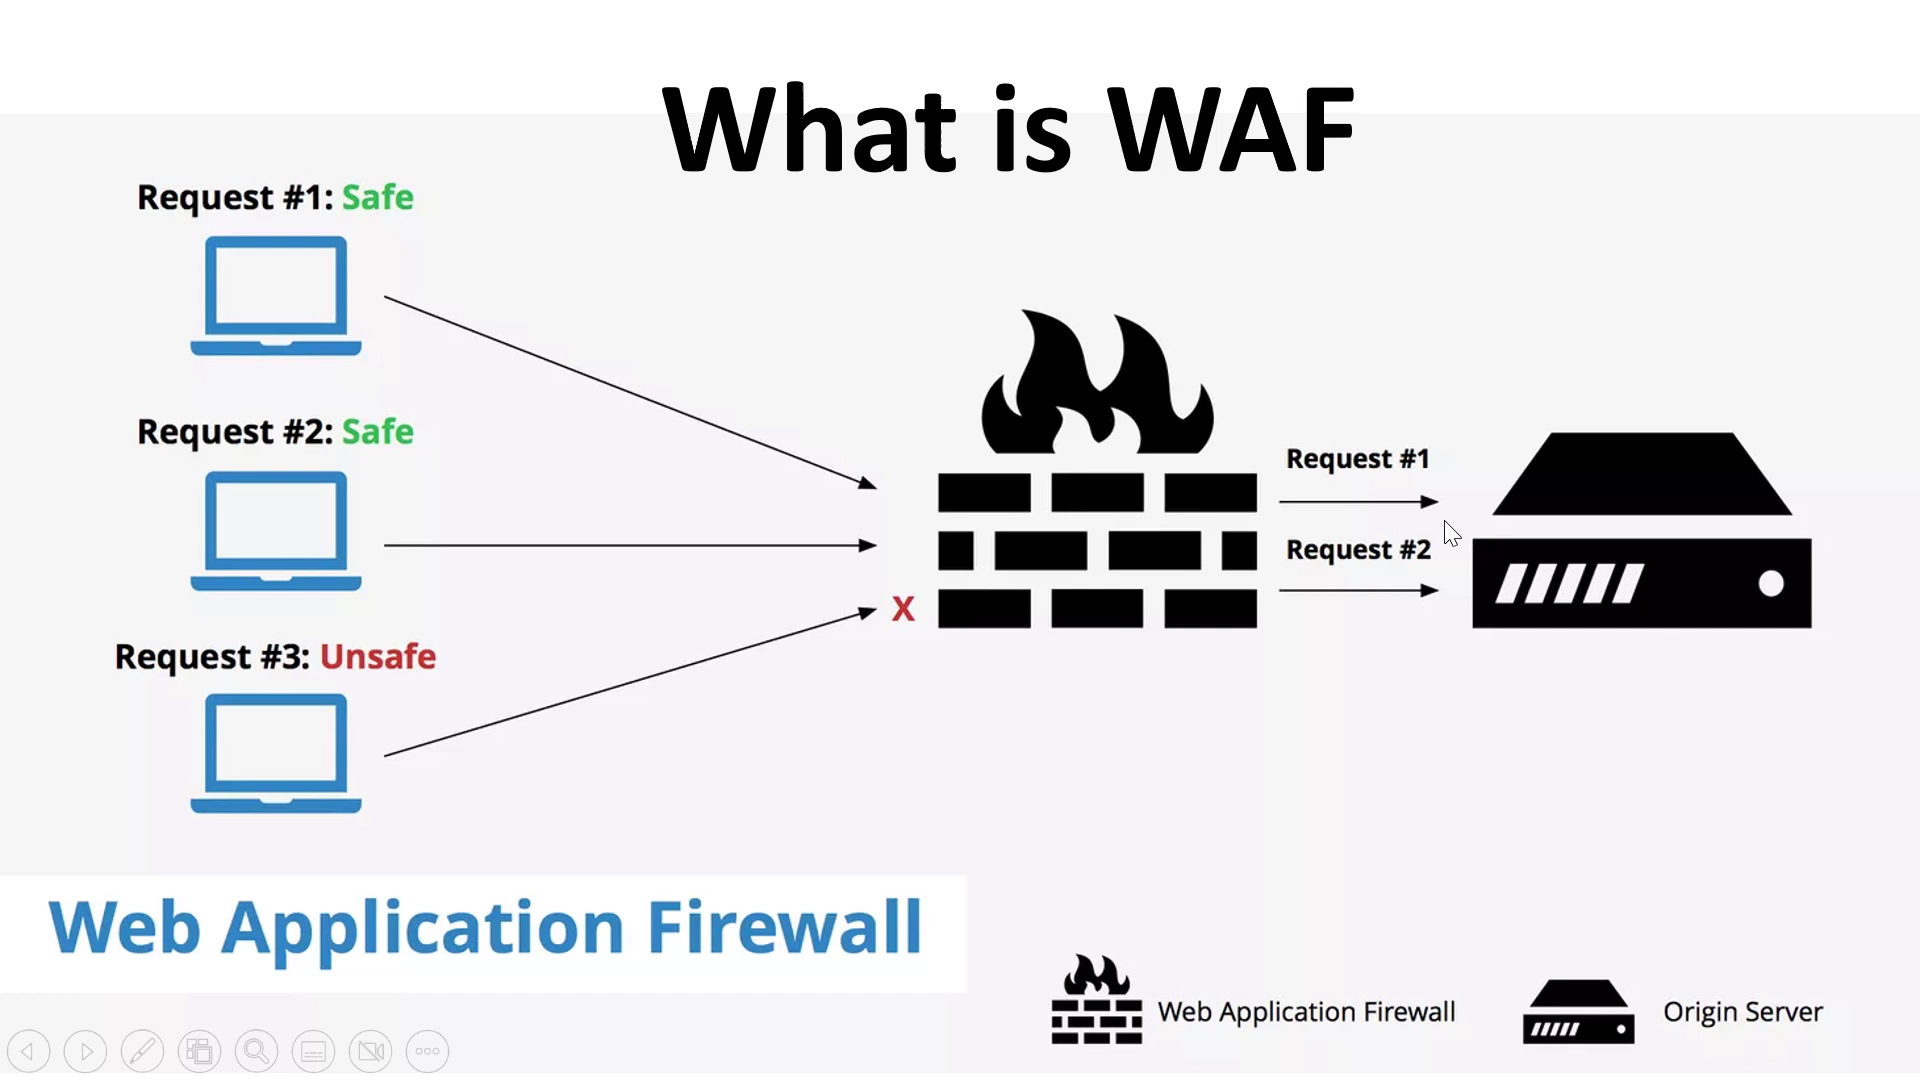 What is WAF
Request #1: Safe
Request #2: Safe
Request #3: Unsafe
X
Request #1
Request #2
Web Application Firewall
Web Application Firewall
Origin Server